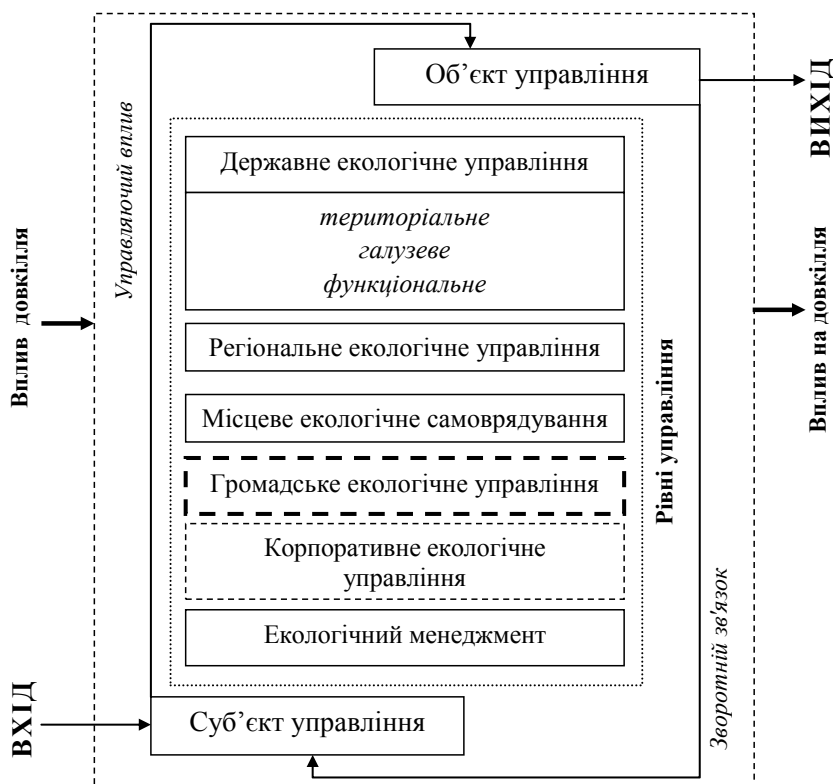 Об’єкт управління
ВИХІД
Управляючий вплив
Державне екологічне управління
територіальне
галузеве
функціональне
Вплив довкілля
Вплив на довкілля
Регіональне екологічне управління
Місцеве екологічне самоврядування
Рівні управління
Громадське екологічне управління
Корпоративне екологічне
управління
Екологічний менеджмент
Зворотній зв'язок
ВХІД
Суб’єкт управління